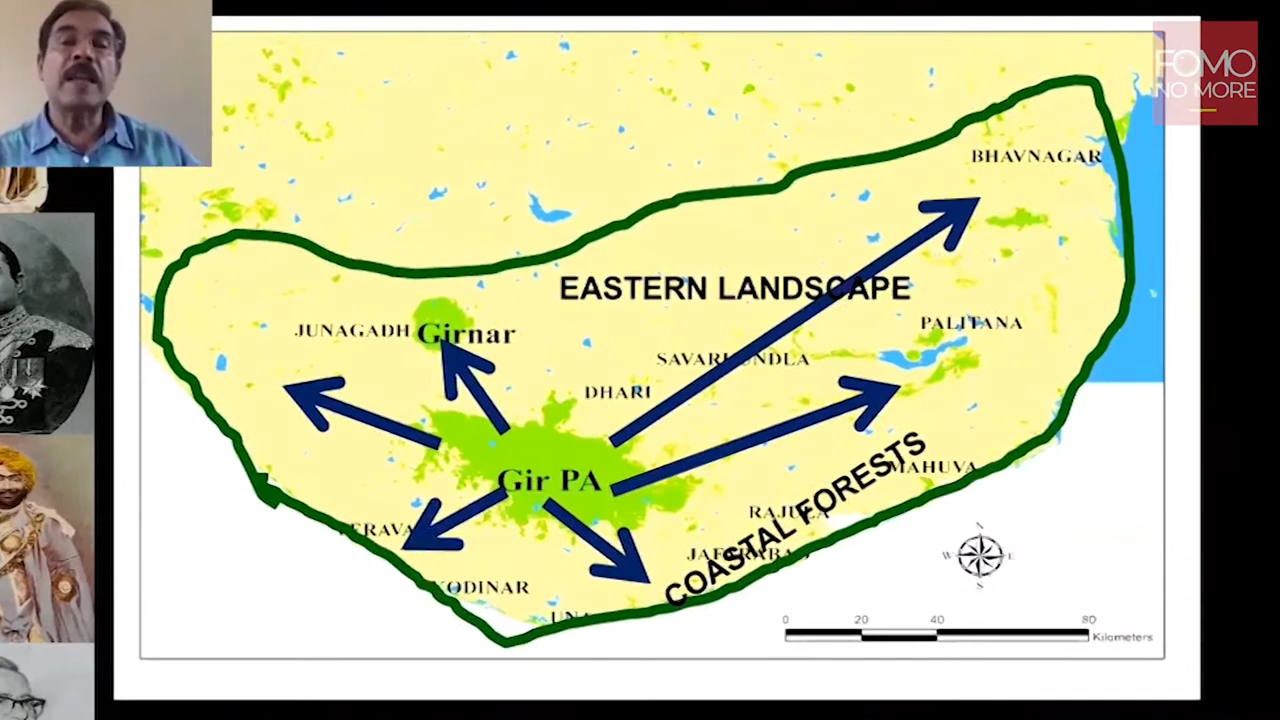 FOMO
NO MORE
BHAVNAGAR
EASTERN LANDSCAPE
PALITANA
JUNAGADH
Girnar
DHARI
Gir PA
MAHUVA
COASTAL FORESTS
KODINAR
N
W
E
S
0
20
40
80
Kilometers